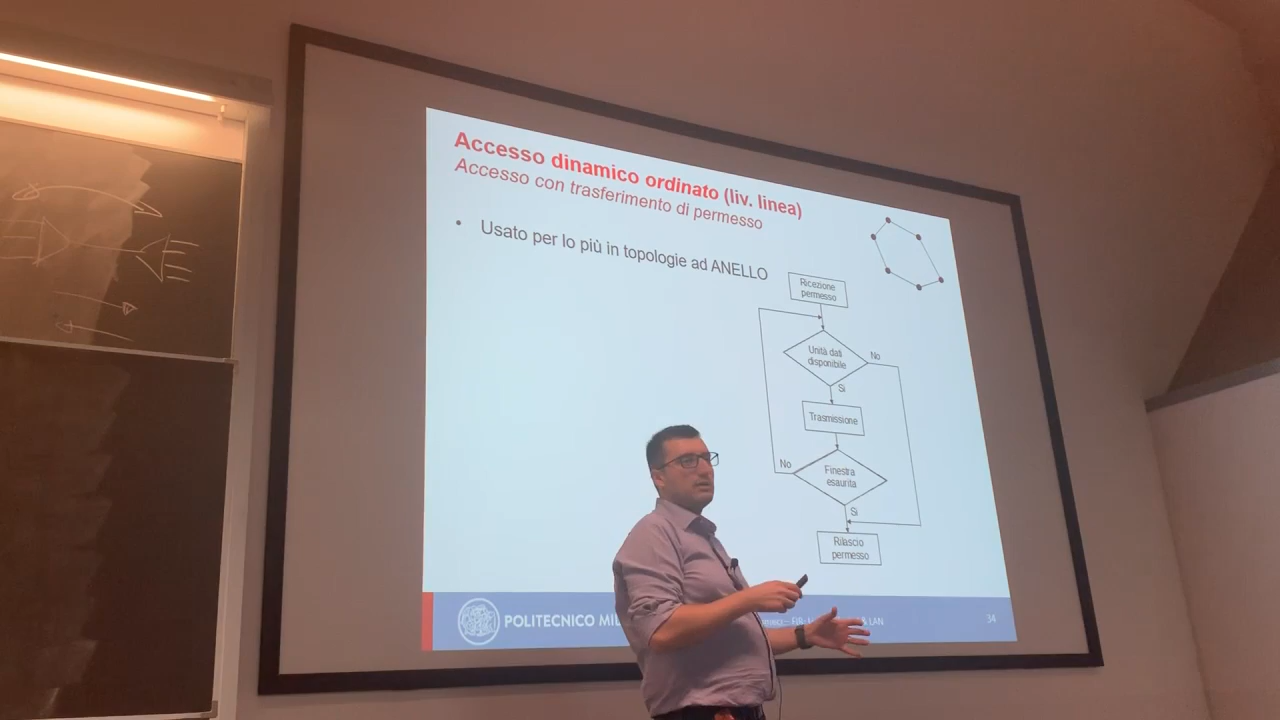 Accesso dinamico ordinato (liv. linea)
Accesso con trasferimento di permesso
• Usato per lo più in topologie ad ANELLO
Ricezione
permesso
Unità dati
disponibile
No
Si
Trasmissione
No
Finestra
esaurita
Si
Rilascio
permesso
POLITECNICO
& LAN
34